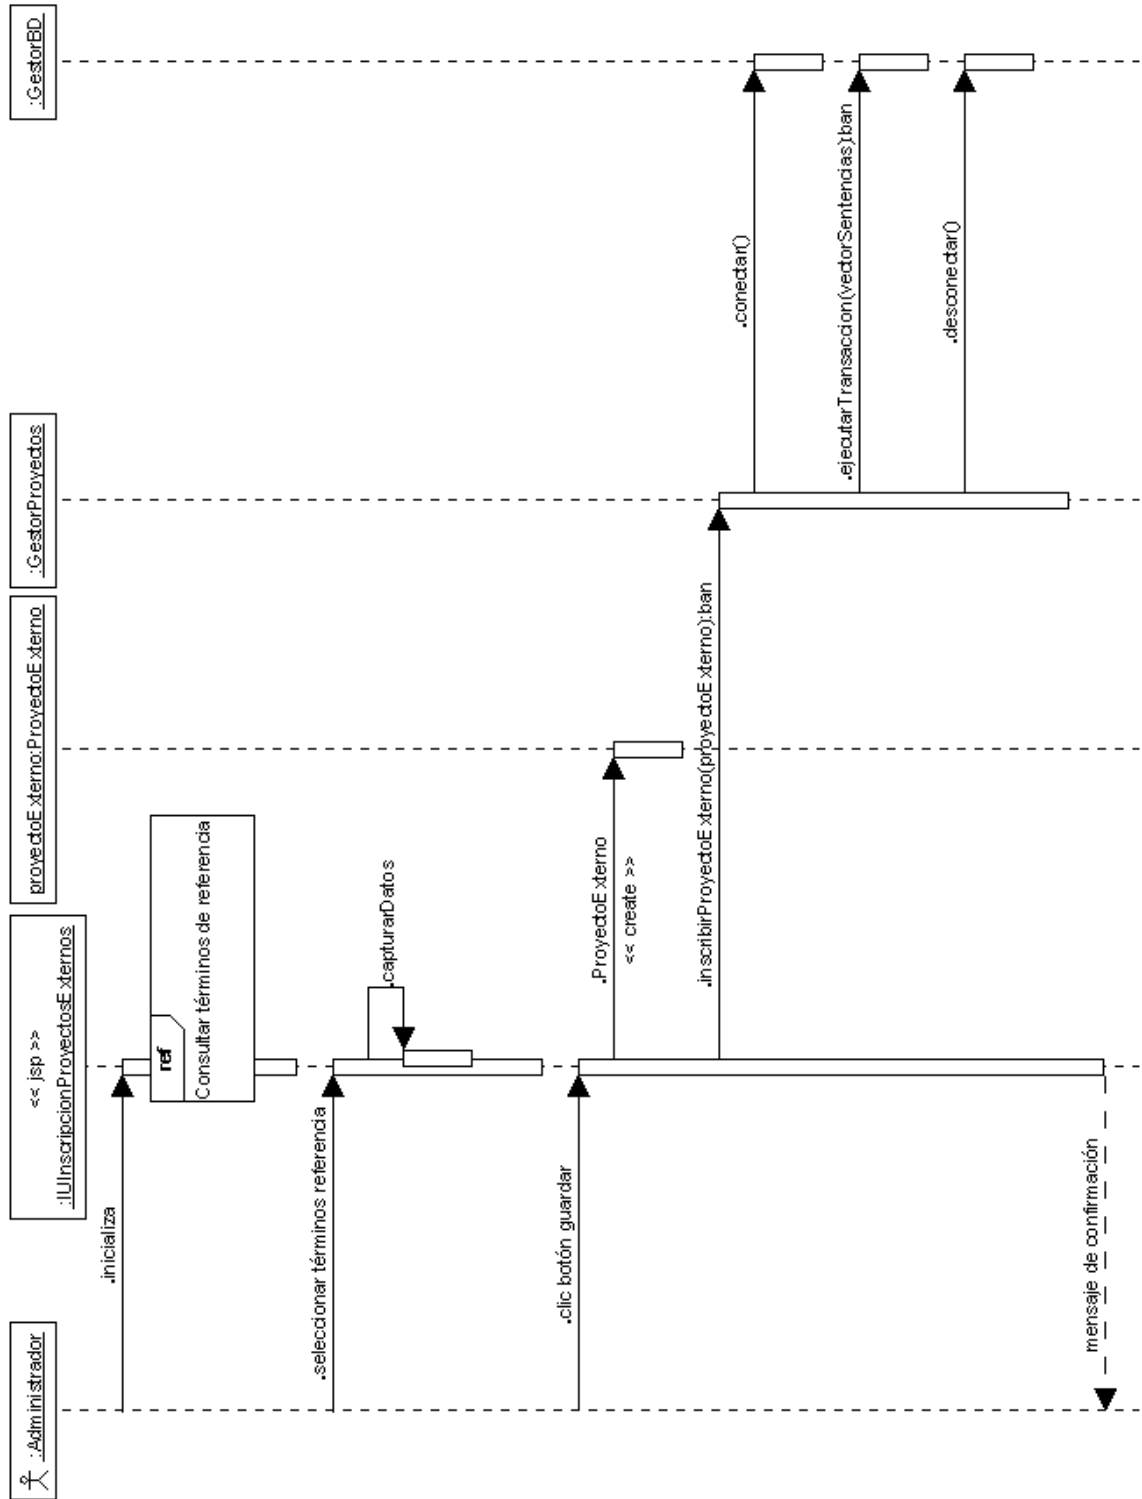 :Administrador
<< jsp >>
:IUInscripcionProyectosExternos
proyectoExterno:ProyectoExterno
:GestorProyectos
:GestorBD
.inicializa
ref
Consultar términos de referencia
.seleccionar términos referencia
.capturarDatos
.clic botón guardar
.ProyectoExterno
<< create >>
.inscribirProyectoExterno(proyectoExterno):ban
.conectar()
.ejecutarTransaccion(vectorSentencias):ban
.desconectar()
mensaje de confirmación